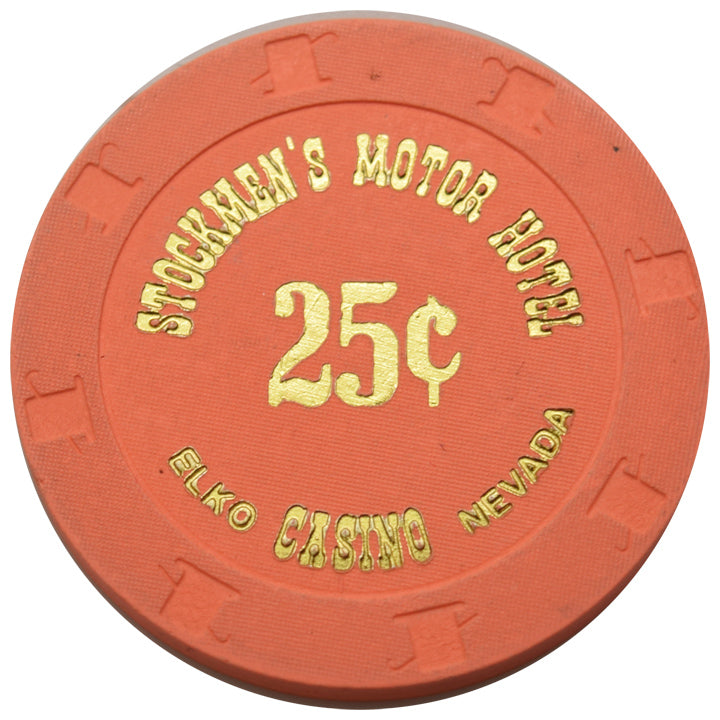 STOCKMEN'S MOTOR HOTEL
25¢
ELKO CASINO NEVADA